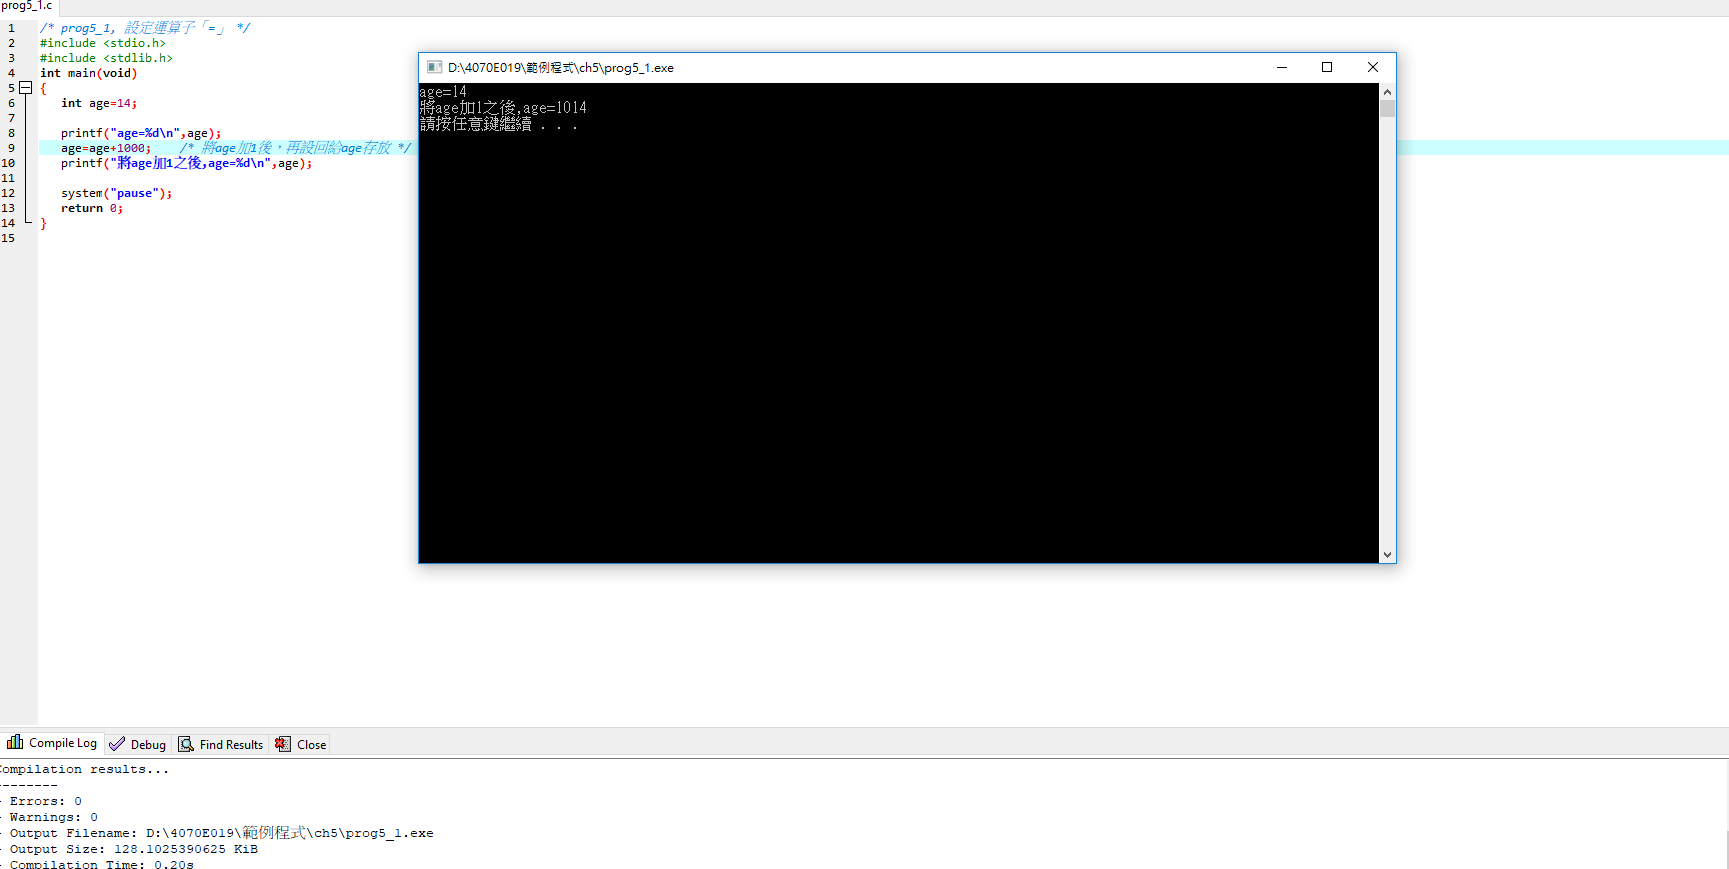 prog5_1.c
1 /* prog5_1, 設定運算子「=」 */
2 #include <stdio.h>
3 #include <stdlib.h>
4 int main(void)
5 {
6 int age=14;
7
8 printf("age=%d\n",age);
9 age=age+1000; /* 將age加1後，再設回給age存放 */
10 printf("將age加1之後,age=%d\n",age);
11
12 system("pause");
13 return 0;
14 }
15
D:\4070E019\範例程式\ch5\prog5_1.exe
age=14
將age加1之後,age=1014
請按任意鍵繼續 . . .
Compile Log Debug Find Results Close
Compilation results...
--------
- Errors: 0
- Warnings: 0
- Output Filename: D:\4070E019\範例程式\ch5\prog5_1.exe
- Output Size: 128.1025390625 KiB
- Compilation Time: 0.20s